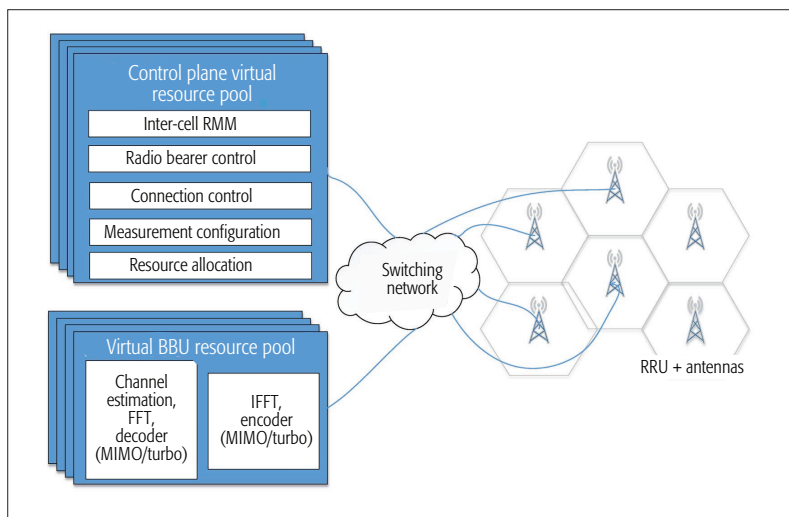 Control plane virtual
resource pool
Inter-cell RMM
Radio bearer control
Connection control
Measurement configuration
Resource allocation
Switching
network
RRU + antennas
Virtual BBU resource pool
Channel
estimation,
FFT,
decoder
(MIMO/turbo)
IFFT,
encoder
(MIMO/turbo)